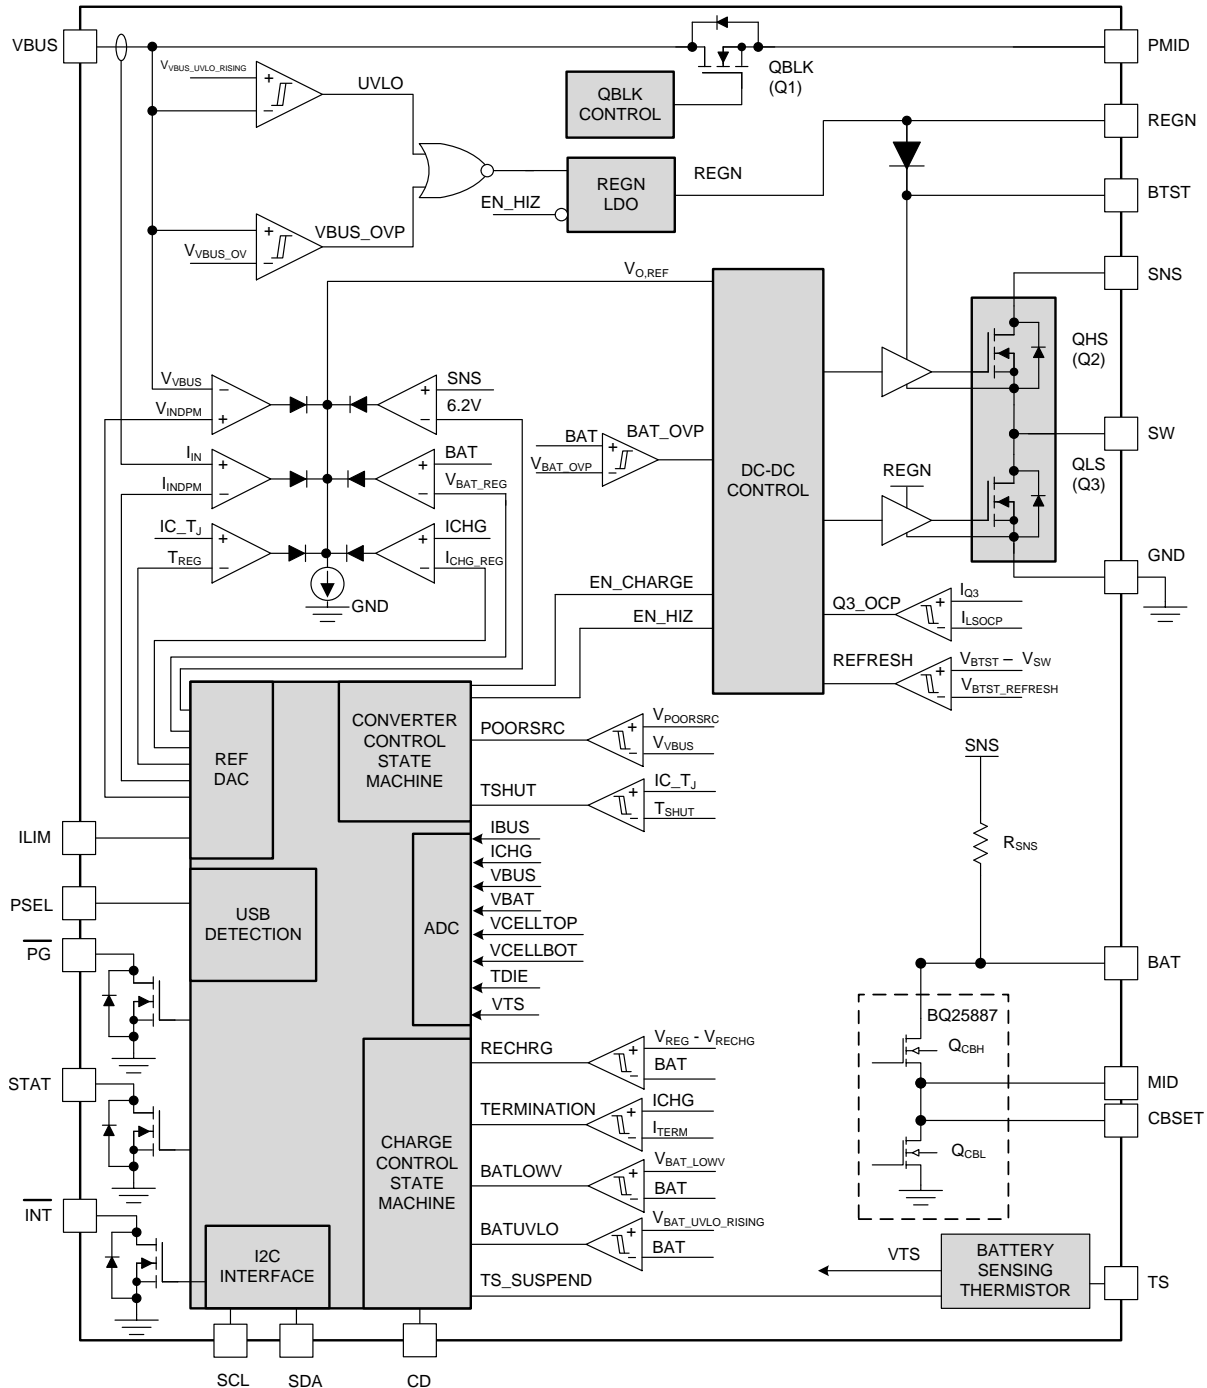 VBUS
PMID
QBLK
(Q1)
QBLK
CONTROL
VVBUS_UVLO_RISING
+
−
UVLO
REGN
REGN
LDO
REGN
EN_HIZ
BTST
VBUS_OVP
+
VVBUS_OV
−
VO,REF
SNS
DC-DC
CONTROL
QHS
(Q2)
VVBUS
−
VINDPM
+
SNS
+
6.2V
−
IIN
+
IINDPM
−
BAT
+
VBAT_REG
−
IC_TJ
+
TREG
−
ICHG
+
ICHG_REG
−
GND
BAT
+
VBAT_OVP
−
BAT_OVP
SW
REGN
QLS
(Q3)
GND
EN_CHARGE
EN_HIZ
Q3_OCP
+
IQ3
−
ILSOCP
REFRESH
+
VBTST – VSW
−
VBTST_REFRESH
REF
DAC
CONVERTER
CONTROL
STATE
MACHINE
POORSRC
+
VPOORSRC
−
VVBUS
TSHUT
+
IC_TJ
−
TSHUT
SNS
RSNS
ILIM
PSEL
USB
DETECTION
ADC
IBUS
ICHG
VBUS
VBAT
VCELLTOP
VCELLBOT
TDIE
VTS
PG
BAT
BQ25887
QCBH
MID
CBSET
QCBL
STAT
CHARGE
CONTROL
STATE
MACHINE
RECHRG
+
VREG - VRECHG
−
BAT
TERMINATION
+
ICHG
−
ITERM
BATLOWV
+
VBAT_LOWV
−
BAT
BATUVLO
+
VBAT_UVLO_RISING
−
BAT
TS_SUSPEND
INT
I2C
INTERFACE
VTS
BATTERY
SENSING
THERMISTOR
TS
SCL
SDA
CD